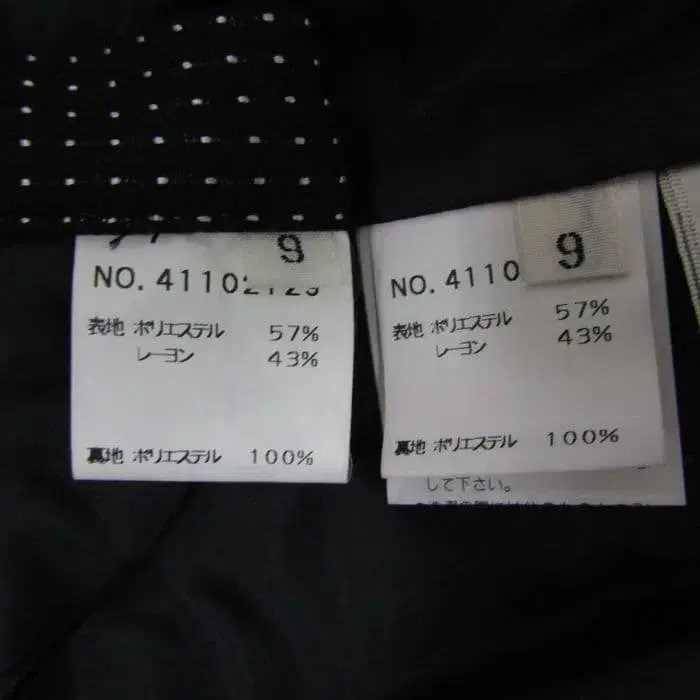 9
NO. 41102123
表地 ポリエステル 57%
レーヨン 43%
裏地 ポリエステル 100%
9
NO. 4110
表地 ポリエステル 57%
レーヨン 43%
裏地 ポリエステル 100%
して下さい。